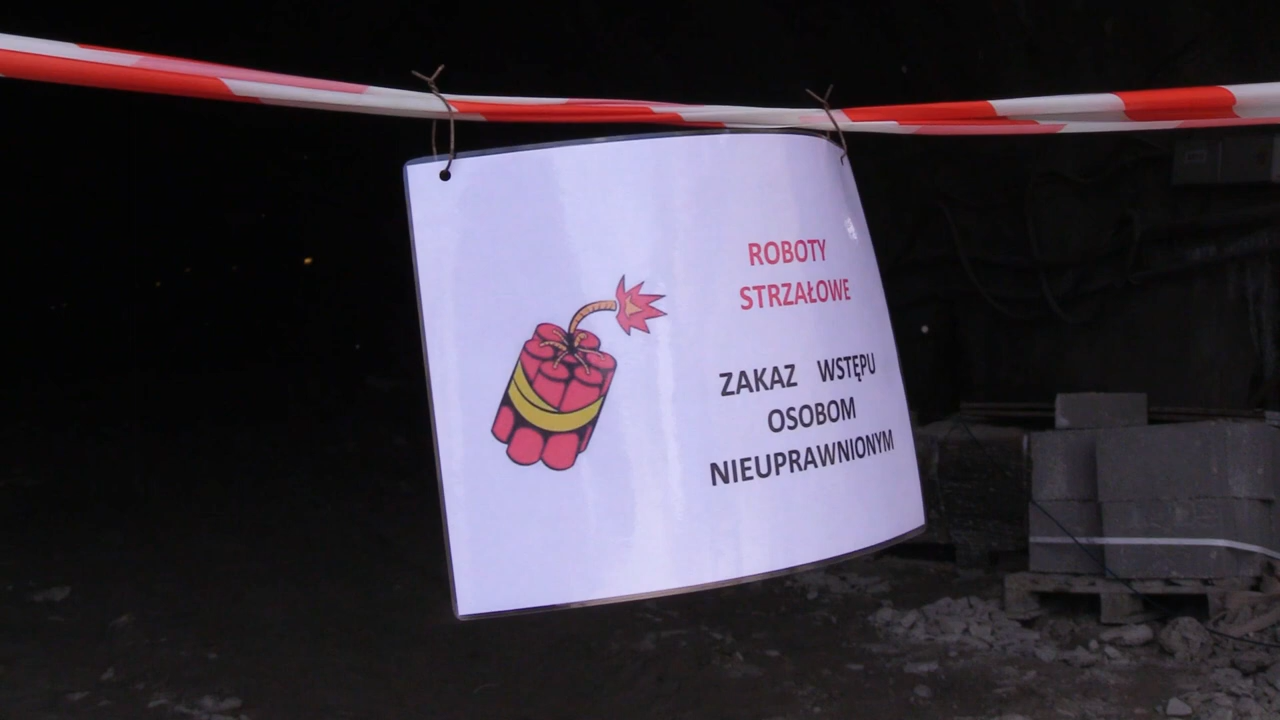 ROBOTY
STRZAŁOWE
ZAKAZ WSTĘPU
OSOBOM
NIEUPRAWNIONYM